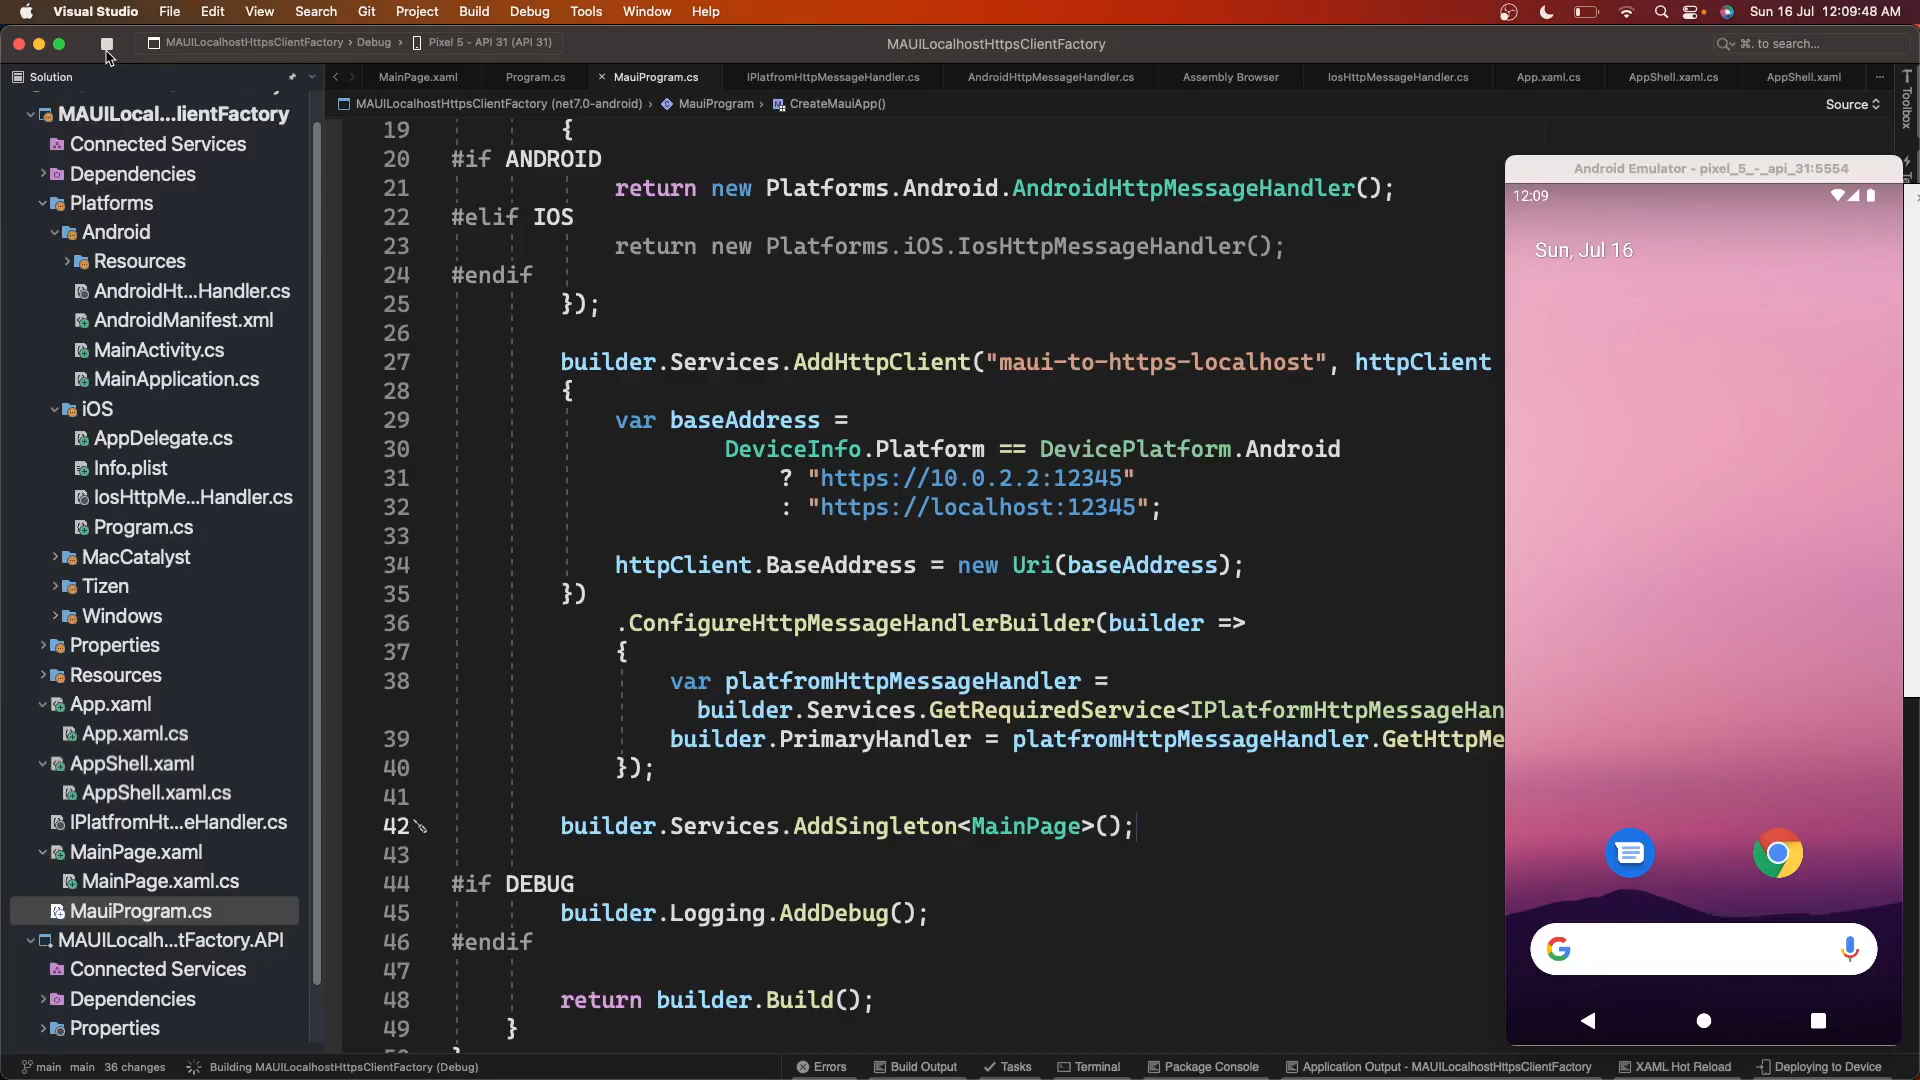 Visual Studio File Edit View Search Git Project Build Debug Tools Window Help Sun 16 Jul 12:09:48 AM
MAUILocalhostHttpsClientFactory › Debug › Pixel 5 - API 31 (API 31) MAUILocalhostHttpsClientFactory ⌘. to search...
Solution
MainPage.xaml Program.cs × MauiProgram.cs IPlatfromHttpMessageHandler.cs AndroidHttpMessageHandler.cs Assembly Browser IosHttpMessageHandler.cs App.xaml.cs AppShell.xaml.cs AppShell.xaml ...
MAUILocalhostHttpsClientFactory (net7.0-android) › MauiProgram › CreateMauiApp() Source
Toolbox
MAUILocal...lientFactory
Connected Services
Dependencies
Platforms
Android
Resources
AndroidHt...Handler.cs
AndroidManifest.xml
MainActivity.cs
MainApplication.cs
iOS
AppDelegate.cs
Info.plist
IosHttpMe...Handler.cs
Program.cs
MacCatalyst
Tizen
Windows
Properties
Resources
App.xaml
App.xaml.cs
AppShell.xaml
AppShell.xaml.cs
IPlatfromHt...eHandler.cs
MainPage.xaml
MainPage.xaml.cs
MauiProgram.cs
MAUILocalh...tFactory.API
Connected Services
Dependencies
Properties
19 {
20 #if ANDROID
21 return new Platforms.Android.AndroidHttpMessageHandler();
22 #elif IOS
23 return new Platforms.iOS.IosHttpMessageHandler();
24 #endif
25 });
26
27 builder.Services.AddHttpClient("maui-to-https-localhost", httpClient
28 {
29 var baseAddress =
30 DeviceInfo.Platform == DevicePlatform.Android
31 ? "https://10.0.2.2:12345"
32 : "https://localhost:12345";
33
34 httpClient.BaseAddress = new Uri(baseAddress);
35 })
36 .ConfigureHttpMessageHandlerBuilder(builder =>
37 {
38 var platfromHttpMessageHandler =
builder.Services.GetRequiredService<IPlatformHttpMessageHan
39 builder.PrimaryHandler = platfromHttpMessageHandler.GetHttpMe
40 });
41
42 builder.Services.AddSingleton<MainPage>();
43
44 #if DEBUG
45 builder.Logging.AddDebug();
46 #endif
47
48 return builder.Build();
49 }
Android Emulator - pixel_5_-_api_31:5554
12:09
Sun, Jul 16
main main 36 changes Building MAUILocalhostHttpsClientFactory (Debug) Errors Build Output Tasks Terminal Package Console Application Output - MAUILocalhostHttpsClientFactory XAML Hot Reload Deploying to Device